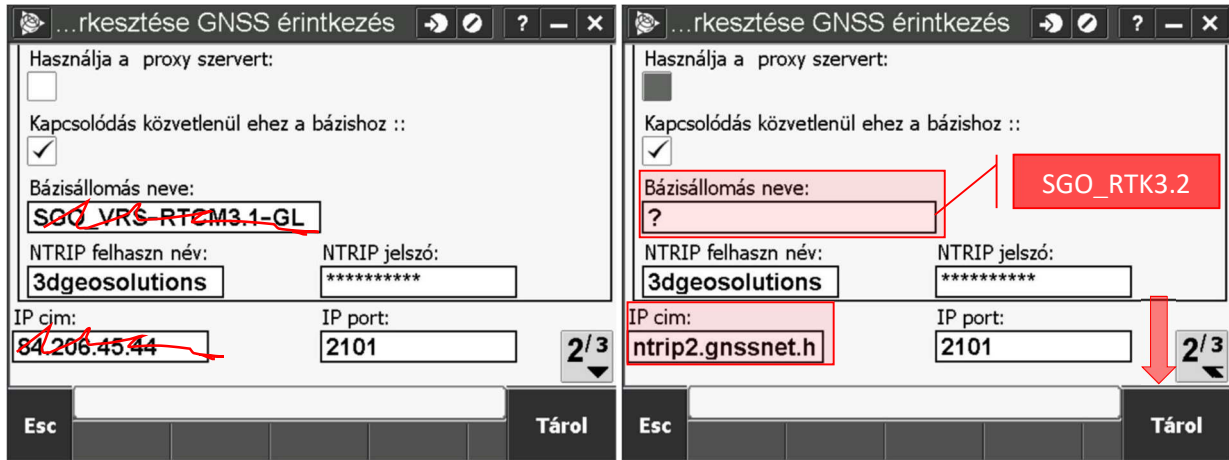 ...rkesztése GNSS érintkezés ? – ×
Használja a proxy szervert:
Kapcsolódás közvetlenül ehez a bázishoz ::
Bázisállomás neve:
SGO_VRS-RTCM3.1-GL
NTRIP felhaszn név: NTRIP jelszó:
3dgeosolutions **********
IP cim: IP port:
84.206.45.44 2101
2/3
Esc Tárol
...rkesztése GNSS érintkezés ? – ×
Használja a proxy szervert:
Kapcsolódás közvetlenül ehez a bázishoz ::
Bázisállomás neve:
?
SGO_RTK3.2
NTRIP felhaszn név: NTRIP jelszó:
3dgeosolutions **********
IP cim: IP port:
ntrip2.gnssnet.h 2101
2/3
Esc Tárol